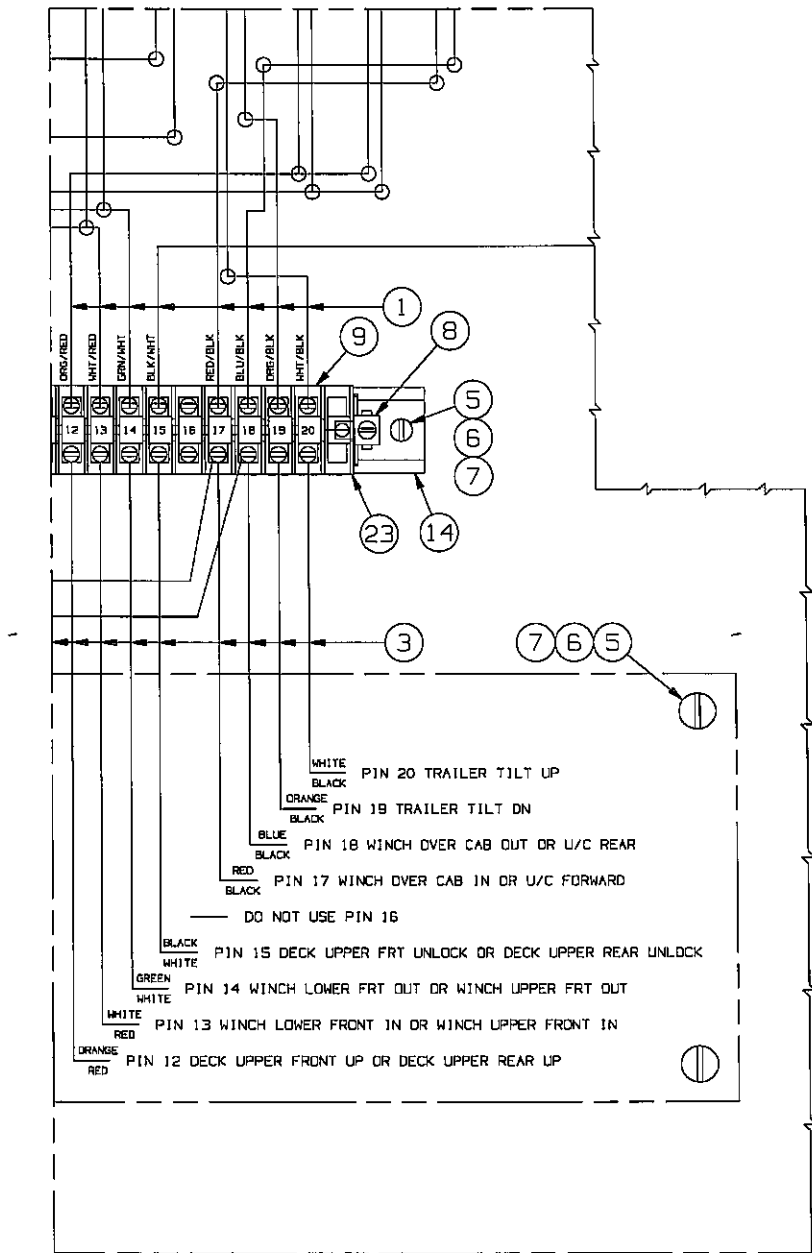 1
ORG/RED WHT/RED GRN/WHT BLK/WHT RED/BLK BLU/BLK ORG/BLK WHT/BLK
9
8
12 13 14 15 16 17 18 19 20
5
6
7
23
14
3
7 6 5
WHITE
BLACK
PIN 20 TRAILER TILT UP
ORANGE
BLACK
PIN 19 TRAILER TILT DN
BLUE
BLACK
PIN 18 WINCH OVER CAB OUT OR U/C REAR
RED
BLACK
PIN 17 WINCH OVER CAB IN OR U/C FORWARD
DO NOT USE PIN 16
BLACK
WHITE
PIN 15 DECK UPPER FRT UNLOCK OR DECK UPPER REAR UNLOCK
GREEN
WHITE
PIN 14 WINCH LOWER FRT OUT OR WINCH UPPER FRT OUT
WHITE
RED
PIN 13 WINCH LOWER FRONT IN OR WINCH UPPER FRONT IN
ORANGE
RED
PIN 12 DECK UPPER FRONT UP OR DECK UPPER REAR UP